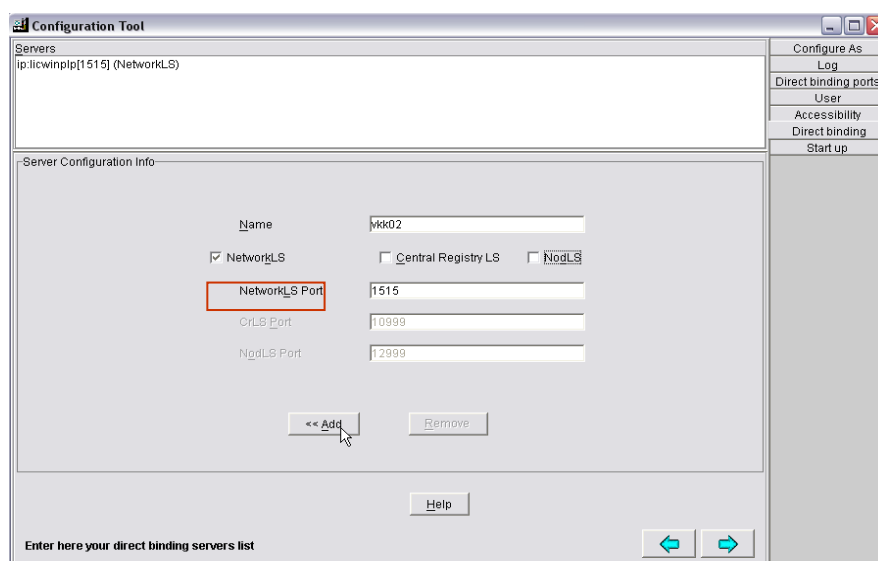 Configuration Tool
Servers
ip:licwinplp[1515] (NetworkLS)
Configure As
Log
Direct binding ports
User
Accessibility
Direct binding
Start up
Server Configuration Info
Name vkk02
NetworkLS Central Registry LS NodLS
NetworkLS Port 1515
CrLS Port 10999
NodLS Port 12999
<< Add Remove
Help
Enter here your direct binding servers list